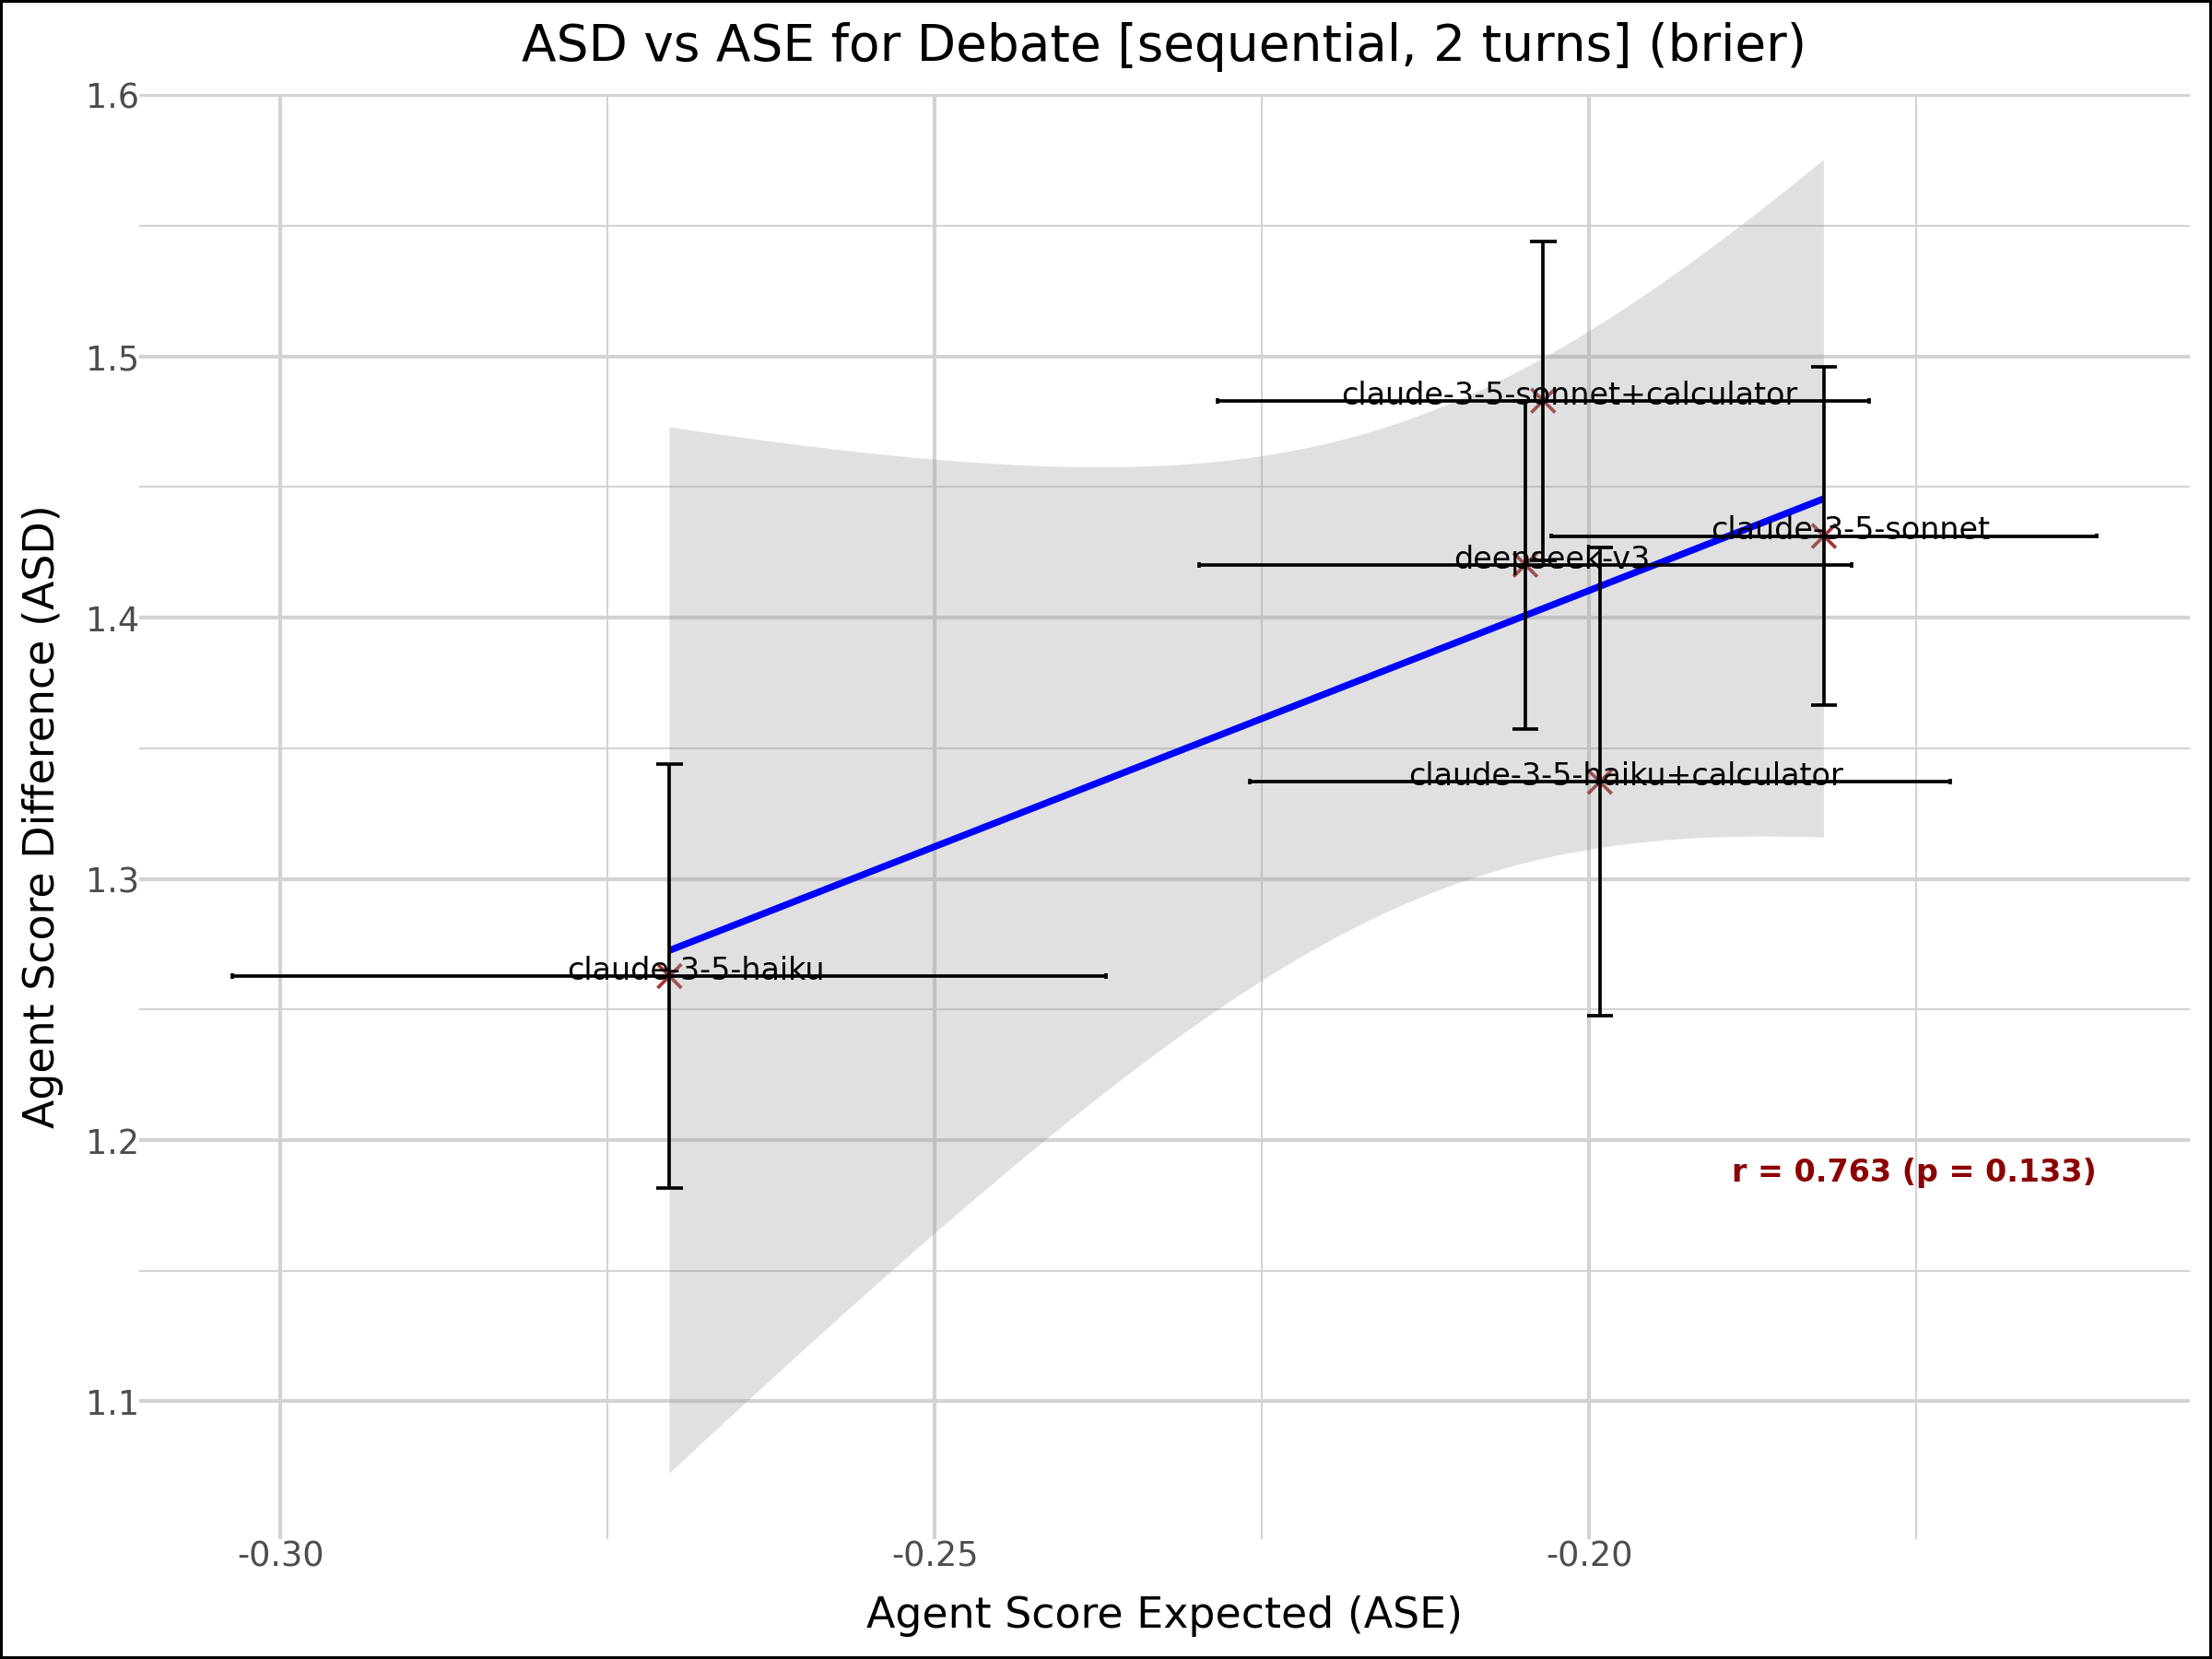 ASD vs ASE for Debate [sequential, 2 turns] (brier)
1.6
1.5
1.4
1.3
1.2
1.1
Agent Score Difference (ASD)
claude-3-5-sonnet+calculator
claude-3-5-sonnet
deepseek-v3
claude-3-5-haiku+calculator
claude-3-5-haiku
r = 0.763 (p = 0.133)
-0.30
-0.25
-0.20
Agent Score Expected (ASE)